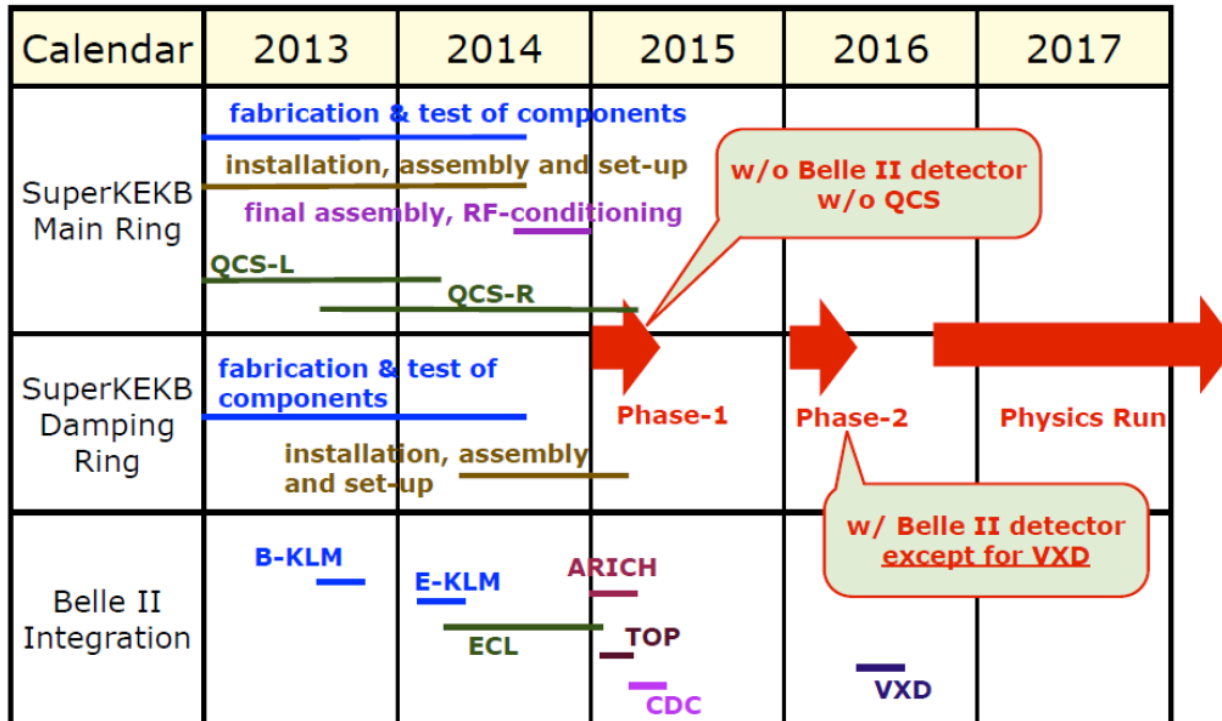 Calendar 2013 2014 2015 2016 2017
SuperKEKB
Main Ring
fabrication & test of components
installation, assembly and set-up
final assembly, RF-conditioning
QCS-L
QCS-R
w/o Belle II detector
w/o QCS
SuperKEKB
Damping
Ring
fabrication & test of
components
installation, assembly
and set-up
Phase-1
Phase-2
Physics Run
w/ Belle II detector
except for VXD
Belle II
Integration
B-KLM
E-KLM
ECL
ARICH
TOP
CDC
VXD